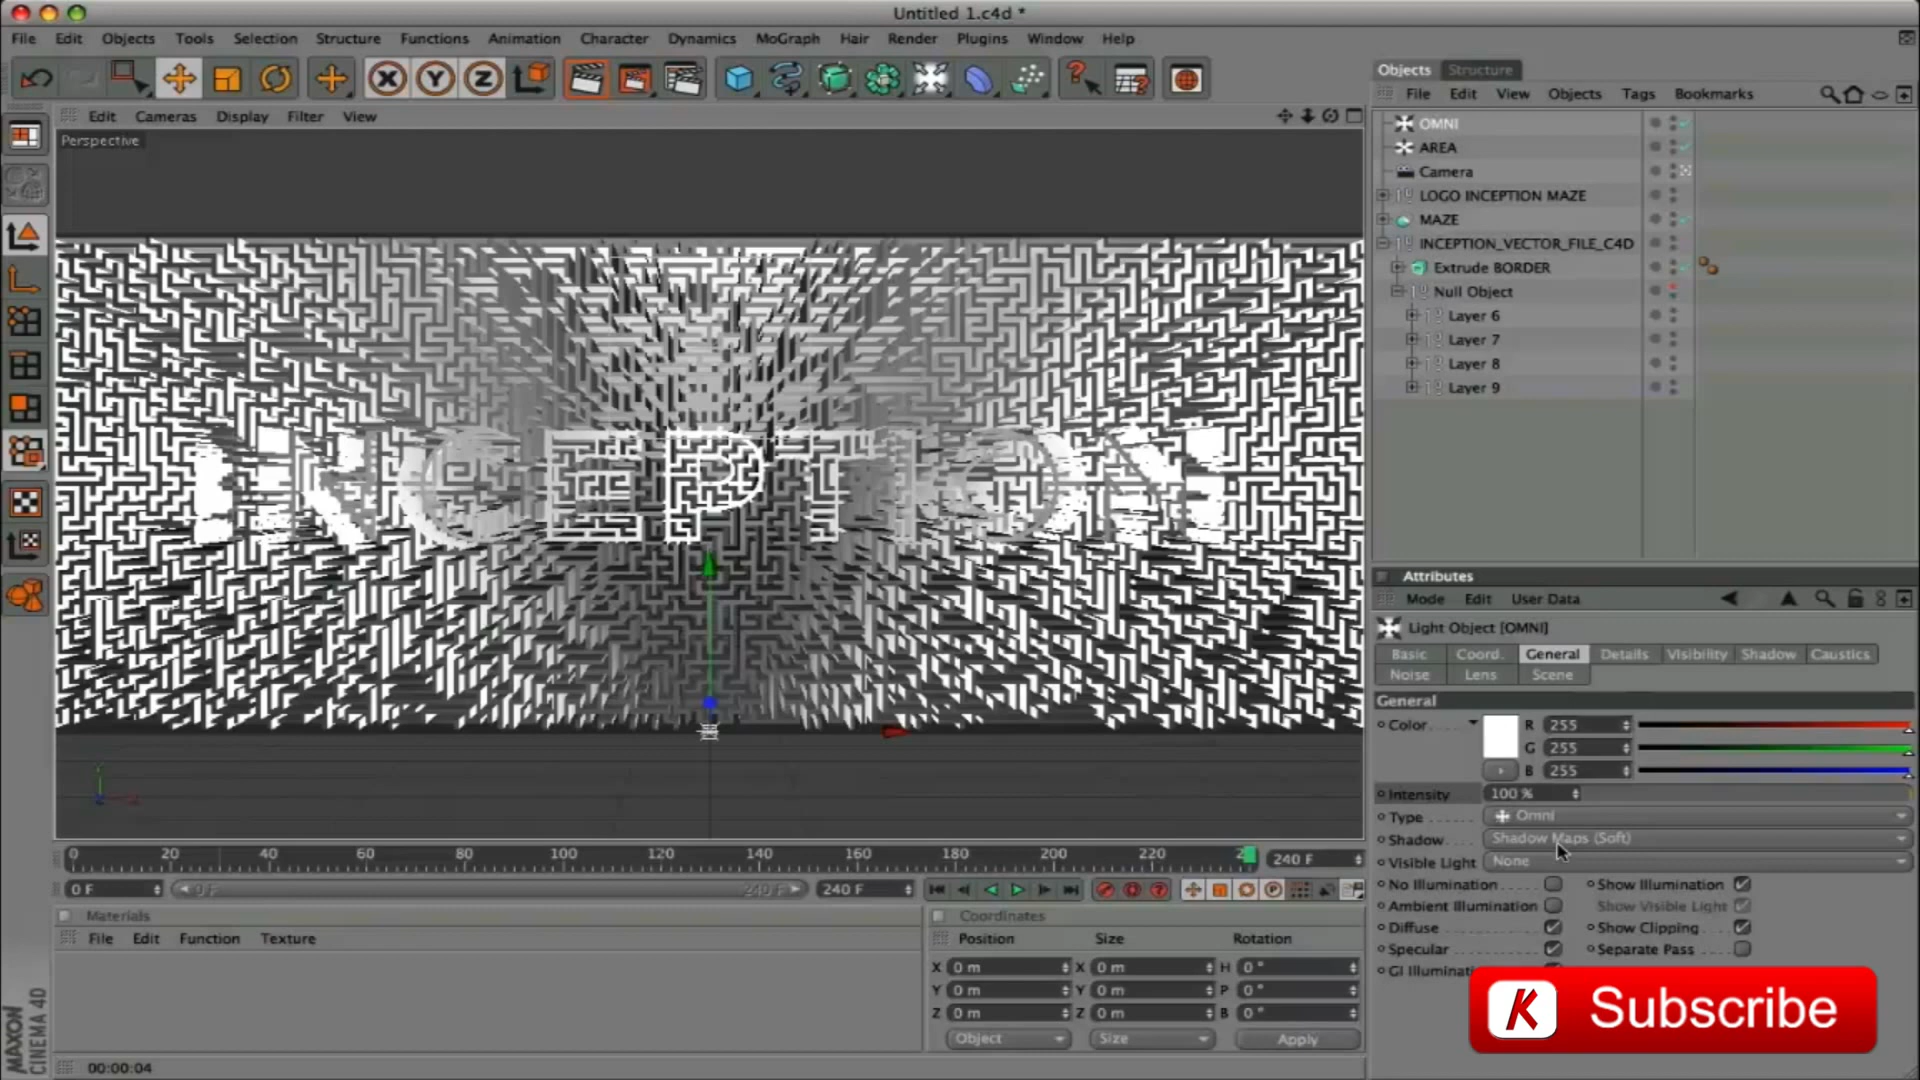 Untitled 1.c4d *
File Edit Objects Tools Selection Structure Functions Animation Character Dynamics MoGraph Hair Render Plugins Window Help
X Y Z
Objects Structure
File Edit View Objects Tags Bookmarks
Edit Cameras Display Filter View
Perspective
OMNI
AREA
Camera
LOGO INCEPTION MAZE
MAZE
INCEPTION_VECTOR_FILE_C4D
Extrude BORDER
Null Object
Layer 6
Layer 7
Layer 8
Layer 9
INCEPTION
Attributes
Mode Edit User Data
Light Object [OMNI]
Basic Coord. General Details Visibility Shadow Caustics
Noise Lens Scene
General
Color R 255
G 255
B 255
Intensity 100 %
Type Omni
Shadow Shadow Maps (Soft)
Visible Light None
No Illumination Show Illumination
Ambient Illumination Show Visible Light
Diffuse Show Clipping
Specular Separate Pass
GI Illuminati
0 20 40 60 80 100 120 140 160 180 200 220 2 240 F
0 F 0 F 240 F 240 F
Materials
File Edit Function Texture
Coordinates
Position Size Rotation
X 0 m X 0 m H 0 °
Y 0 m Y 0 m P 0 °
Z 0 m Z 0 m B 0 °
Object Size Apply
00:00:04
MAXON
CINEMA 4D
K Subscribe